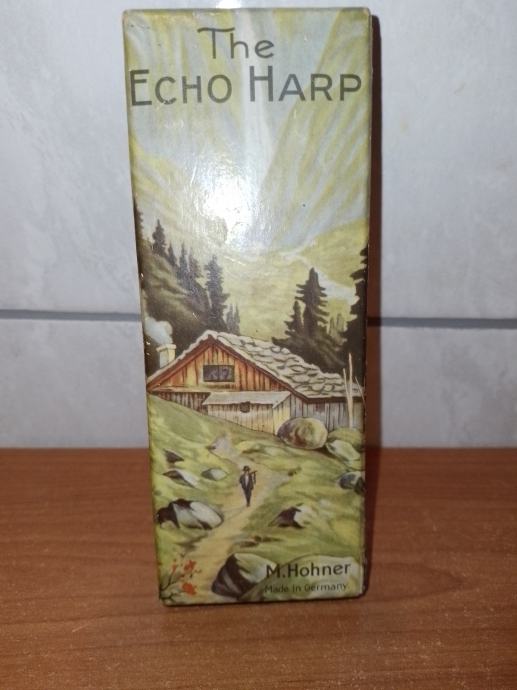 The
ECHO HARP
M. Hohner
Made in Germany.